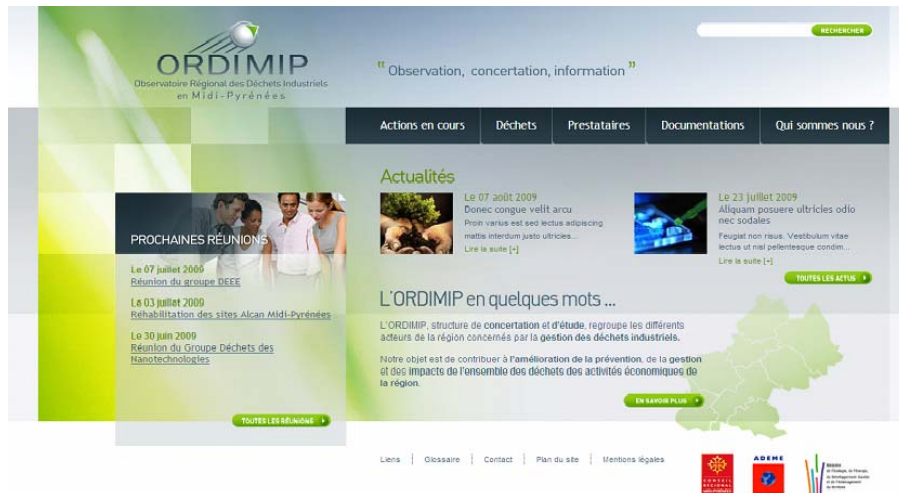 RECHERCHER
ORDIMIP
Observatoire Régional des Déchets Industriels
en Midi-Pyrénées
" Observation, concertation, information "
Actions en cours
Déchets
Prestataires
Documentations
Qui sommes nous ?
PROCHAINES RÉUNIONS
Le 07 juillet 2009
Réunion du groupe DEEE
Le 03 juillet 2009
Réhabilitation des sites Alcan Midi-Pyrénées
Le 30 juin 2009
Réunion du Groupe Déchets des
Nanotechnologies
TOUTES LES RÉUNIONS
Actualités
Le 07 août 2009
Donec congue velit arcu
Proin varius est sed lectus adipiscing
mattis interdum justo ultricies...
Lire la suite [+]
Le 23 juillet 2009
Aliquam posuere ultricies odio
nec sodales
Feugiat non risus. Vestibulum vitae
lectus ut nisl pellentesque condim...
Lire la suite [+]
TOUTES LES ACTUS
L'ORDIMIP en quelques mots ...
L'ORDIMIP, structure de concertation et d'étude, regroupe les différents
acteurs de la région concernés par la gestion des déchets industriels.
Notre objet est de contribuer à l'amélioration de la prévention, de la gestion
et des impacts de l'ensemble des déchets des activités économiques de
la région.
EN SAVOIR PLUS
Liens
Glossaire
Contact
Plan du site
Mentions légales
CONSEIL
REGIONAL
MIDI-PYRÉNÉES
ADEME